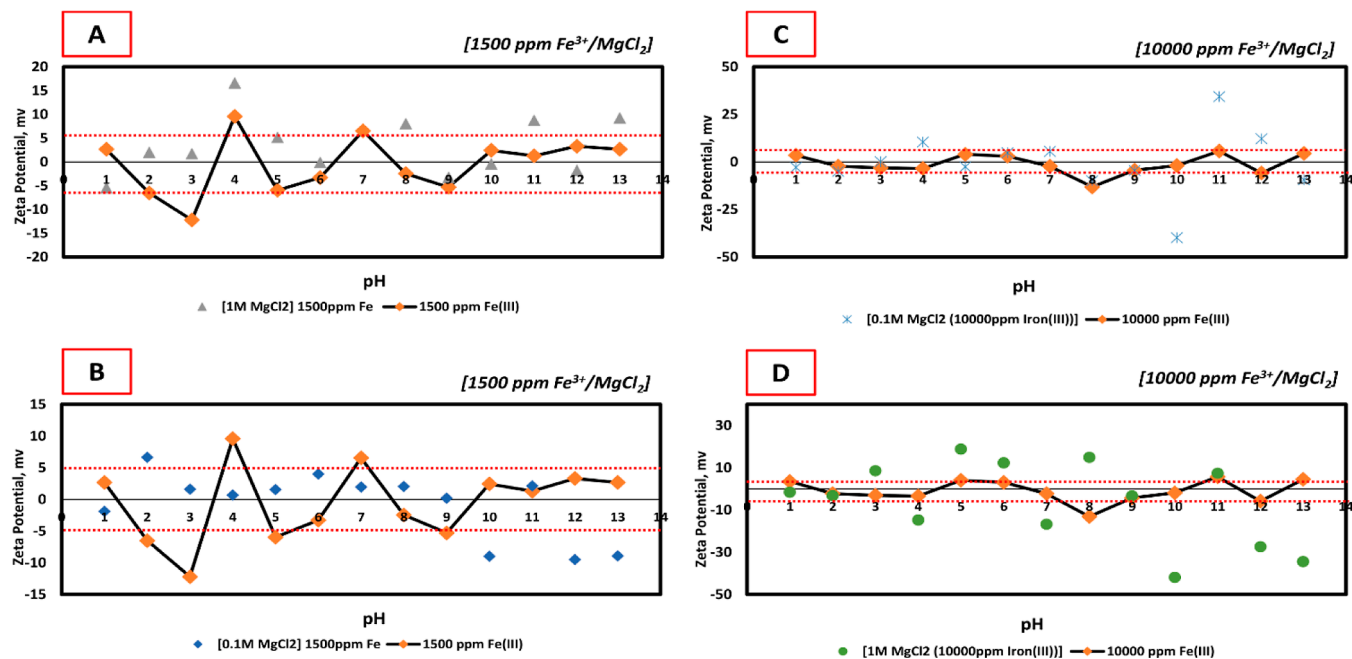 A
[1500 ppm Fe³⁺/MgCl₂]
20
15
10
5
0
-5
-10
-15
-20
Zeta Potential, mv
0 1 2 3 4 5 6 7 8 9 10 11 12 13 14
pH
[1M MgCl2] 1500ppm Fe 1500 ppm Fe(III)
C
[10000 ppm Fe³⁺/MgCl₂]
50
25
0
-25
-50
Zeta Potential, mv
0 1 2 3 4 5 6 7 8 9 10 11 12 13 14
pH
[0.1M MgCl2 (10000ppm Iron(III))] 10000 ppm Fe(III)
B
[1500 ppm Fe³⁺/MgCl₂]
15
10
5
0
-5
-10
-15
Zeta Potential, mv
0 1 2 3 4 5 6 7 8 9 10 11 12 13 14
pH
[0.1M MgCl2] 1500ppm Fe 1500 ppm Fe(III)
D
[10000 ppm Fe³⁺/MgCl₂]
30
10
-10
-30
-50
Zeta Potential, mv
0 1 2 3 4 5 6 7 8 9 10 11 12 13 14
pH
[1M MgCl2 (10000ppm Iron(III))] 10000 ppm Fe(III)